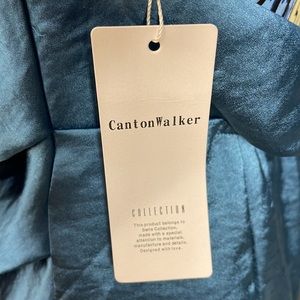 CantonWalker
COLLECTION
This product belongs to
Swiis Collection,
made with a special
attention to materials,
manufacture and details.
Designed with love.